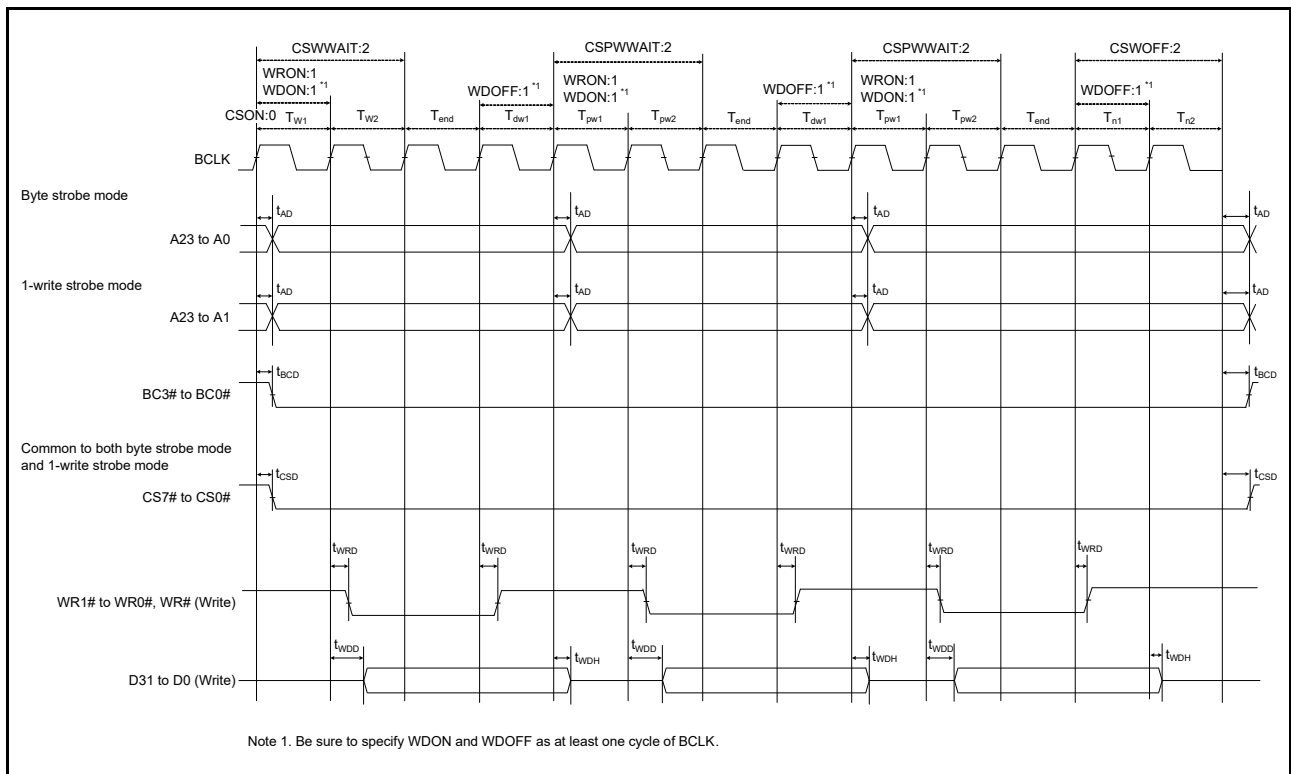 CSWWAIT:2 CSPWWAIT:2 CSPWWAIT:2 CSWOFF:2
WRON:1 WRON:1 WRON:1
WDON:1 *1 WDOFF:1 *1 WDON:1 *1 WDOFF:1 *1 WDON:1 *1 WDOFF:1 *1
CSON:0 TW1 TW2 Tend Tdw1 Tpw1 Tpw2 Tend Tdw1 Tpw1 Tpw2 Tend Tn1 Tn2
BCLK
Byte strobe mode
tAD tAD tAD tAD
A23 to A0
1-write strobe mode
tAD tAD tAD tAD
A23 to A1
tBCD tBCD
BC3# to BC0#
Common to both byte strobe mode
and 1-write strobe mode
tCSD tCSD
CS7# to CS0#
tWRD tWRD tWRD tWRD tWRD tWRD
WR1# to WR0#, WR# (Write)
tWDD tWDH tWDD tWDH tWDD tWDH
D31 to D0 (Write)
Note 1. Be sure to specify WDON and WDOFF as at least one cycle of BCLK.